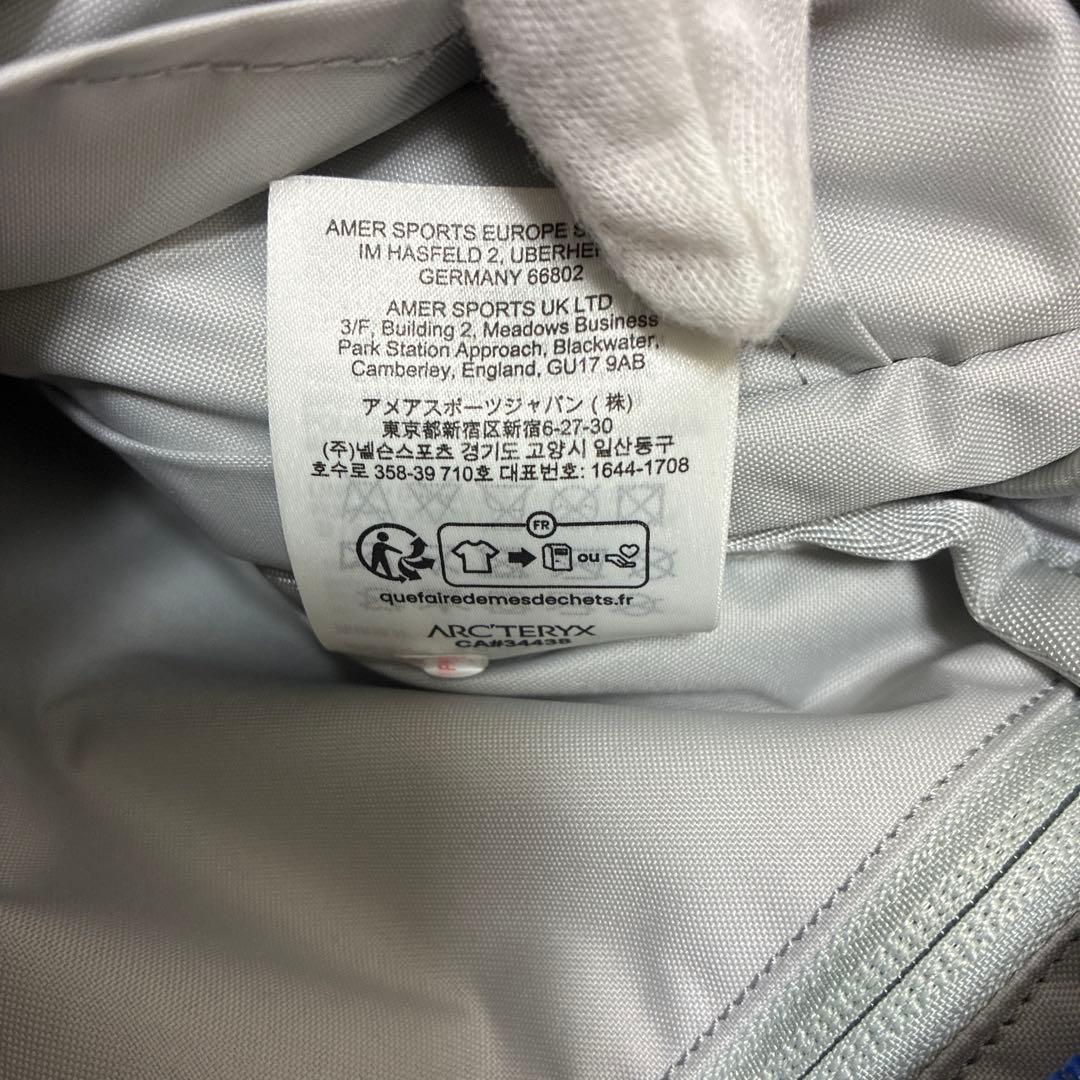 AMER SPORTS EUROPE
IM HASFELD 2,
GERMANY 66802
AMER SPORTS UK LTD
3/F, Building 2, Meadows Business
Park Station Approach, Blackwater,
Camberley, England, GU17 9AB
アメアスポーツジャパン (株)
東京都新宿区新宿6-27-30
(주)넬슨스포츠 경기도 고양시 일산동구
호수로 358-39 710호 대표번호: 1644-1708
FR
ou
quefairedemesdechets.fr
ARC'TERYX
CA#34438